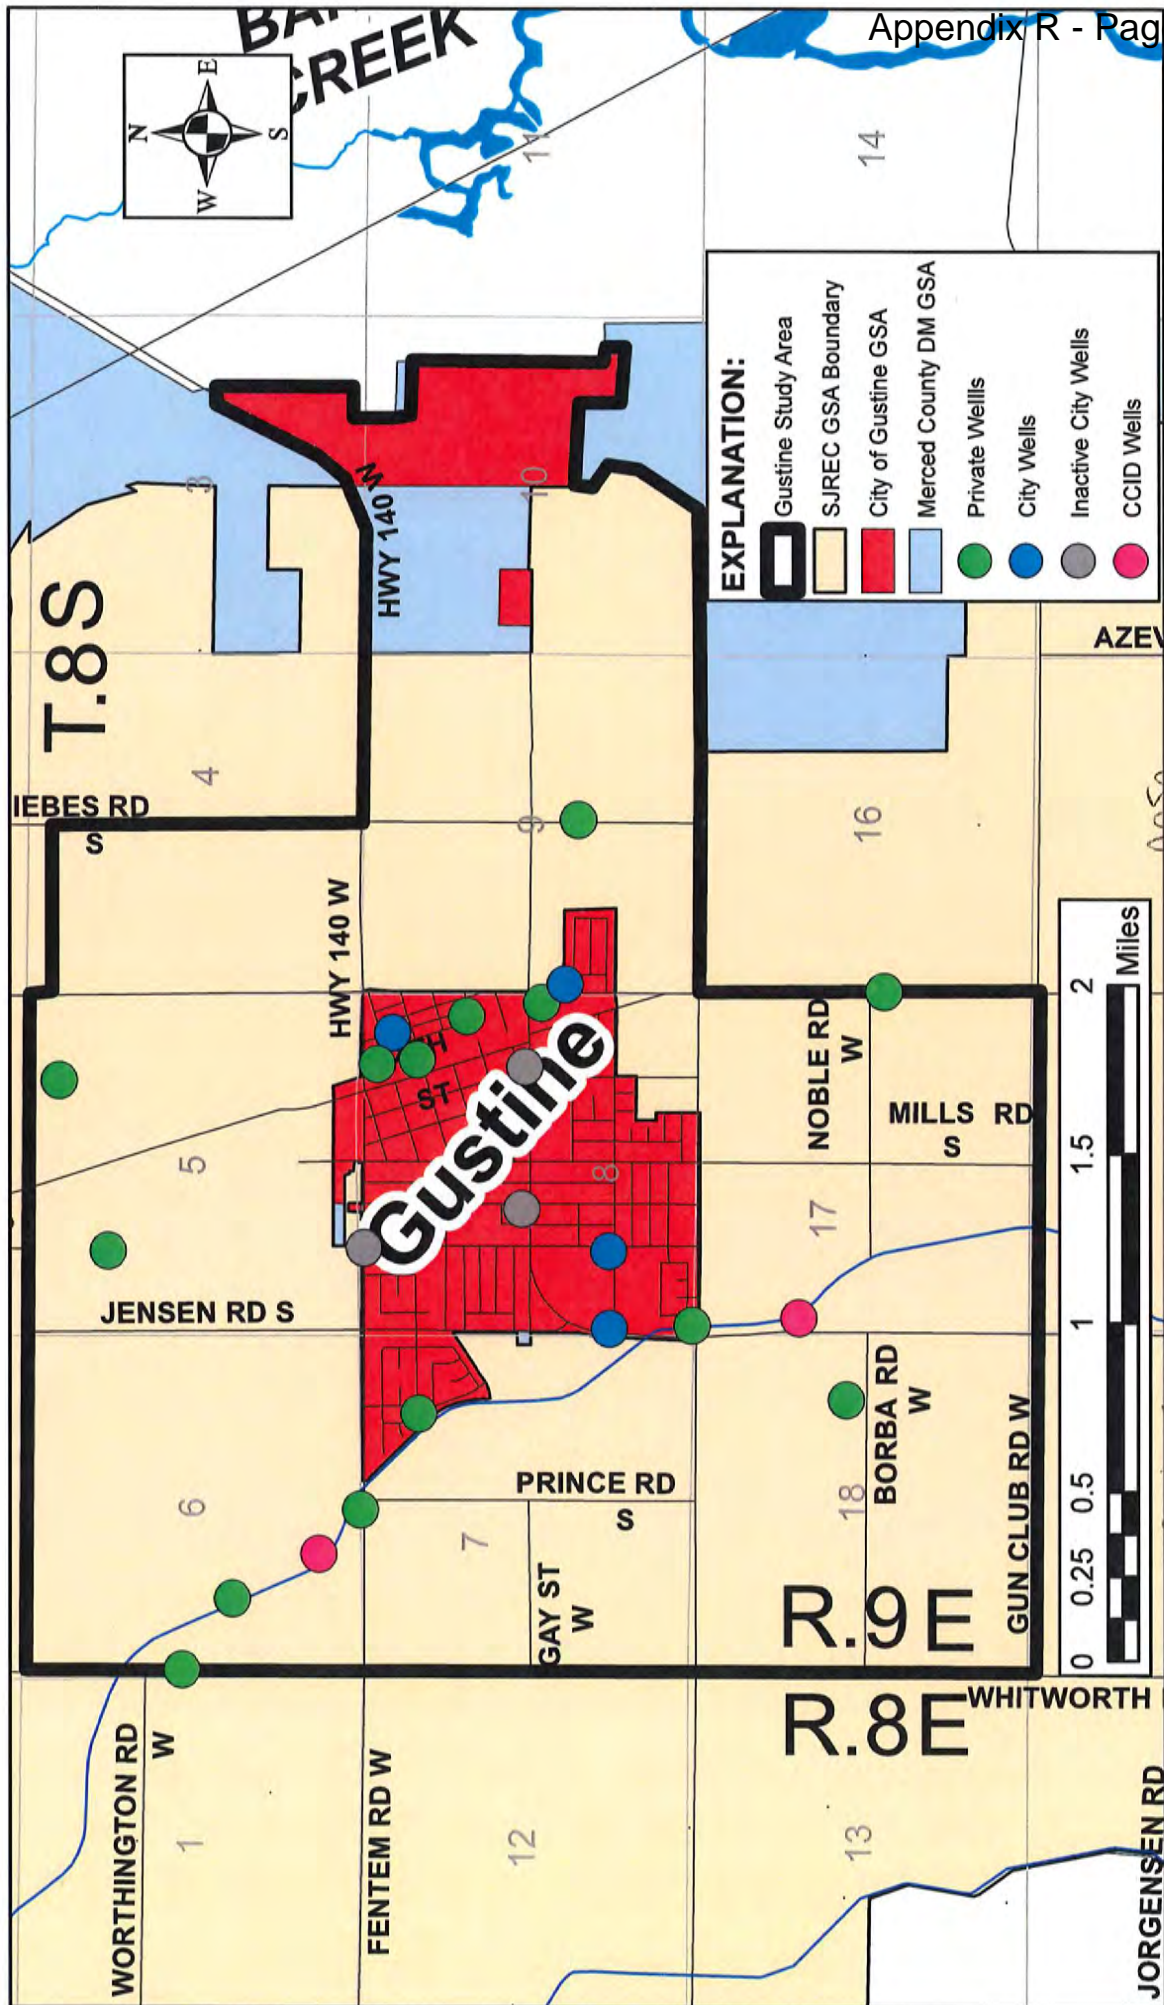 Appendix R - Pag
CREEK
N
E
S
W
11
14
T.8S
3
4
IEBES RD
S
HWY 140 W
10
HWY 140 W
9
16
5
JENSEN RD S
TH
ST
Gustine
8
NOBLE RD
W
MILLS RD
S
17
6
7
PRINCE RD
S
GAY ST
W
18
BORBA RD
W
GUN CLUB RD W
R.9E
R.8E
WHITWORTH
WORTHINGTON RD
W
1
FENTEM RD W
12
13
JORGENSEN RD
AZEV
EXPLANATION:
Gustine Study Area
SJREC GSA Boundary
City of Gustine GSA
Merced County DM GSA
Private Wellls
City Wells
Inactive City Wells
CCID Wells
0 0.25 0.5 1 1.5 2
Miles